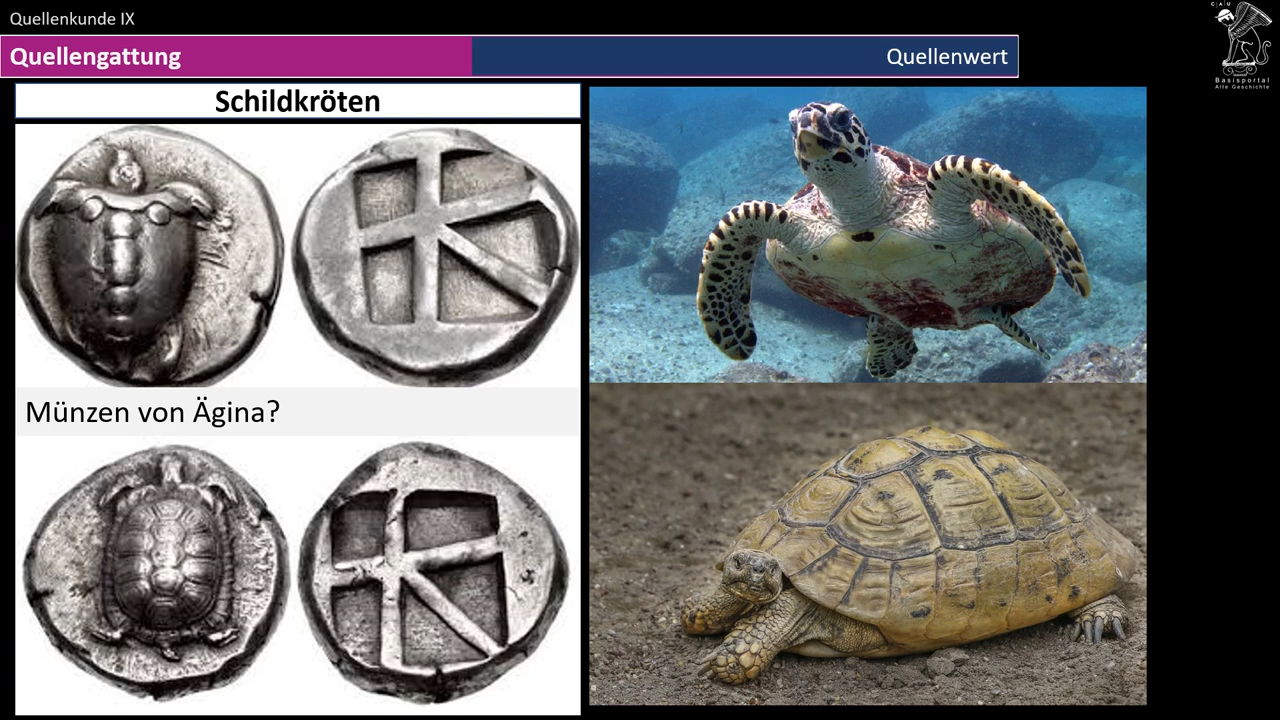 Quellenkunde IX
Quellengattung
Quellenwert
CAU
Basisportal
Alte Geschichte
Schildkröten
Münzen von Ägina?